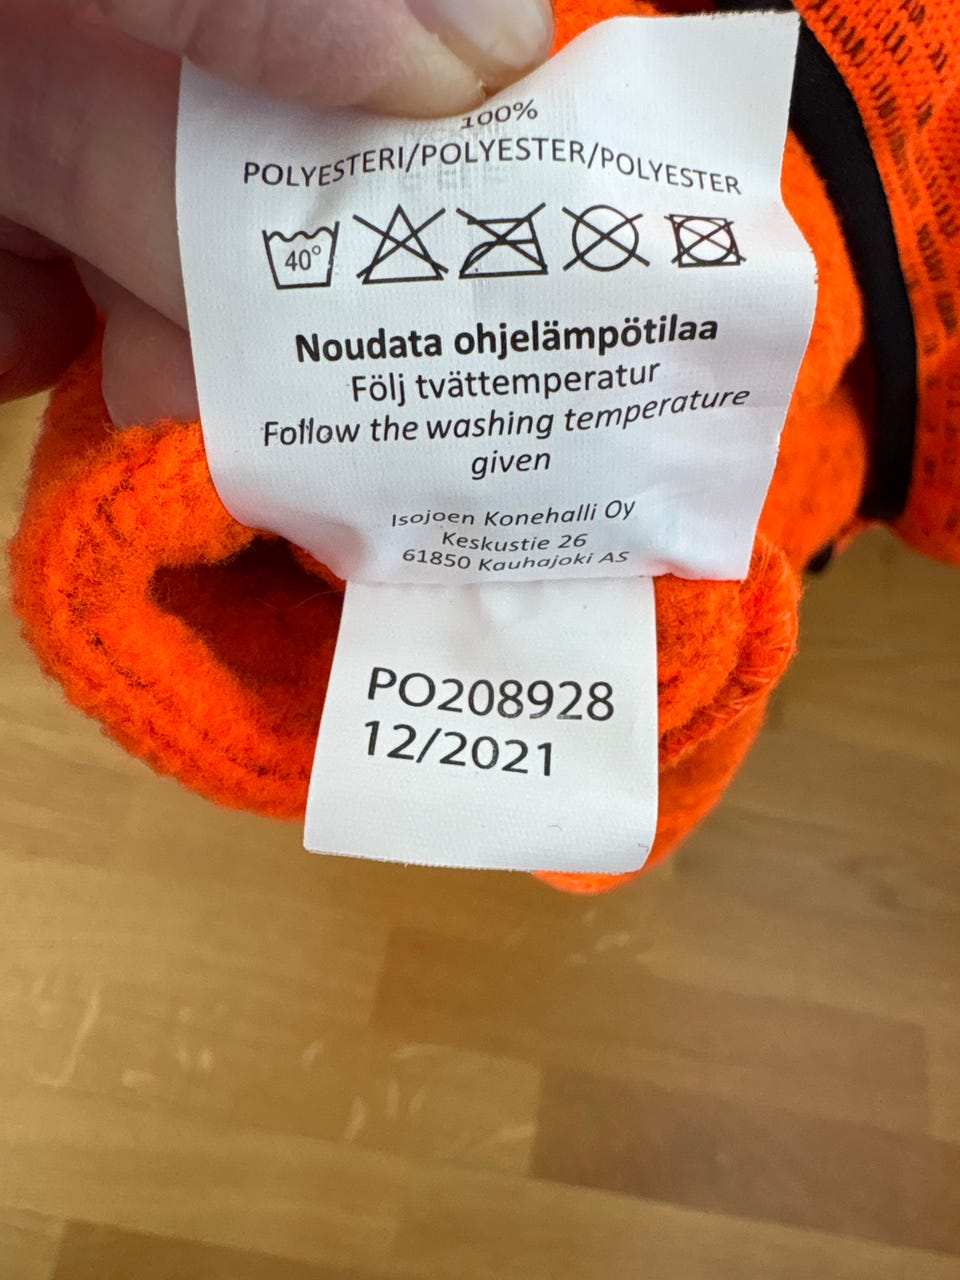 100%
POLYESTERI/POLYESTER/POLYESTER
40°
Noudata ohjelämpötilaa
Följ tvättemperatur
Follow the washing temperature
given
Isojoen Konehalli Oy
Keskustie 26
61850 Kauhajoki AS
PO208928
12/2021